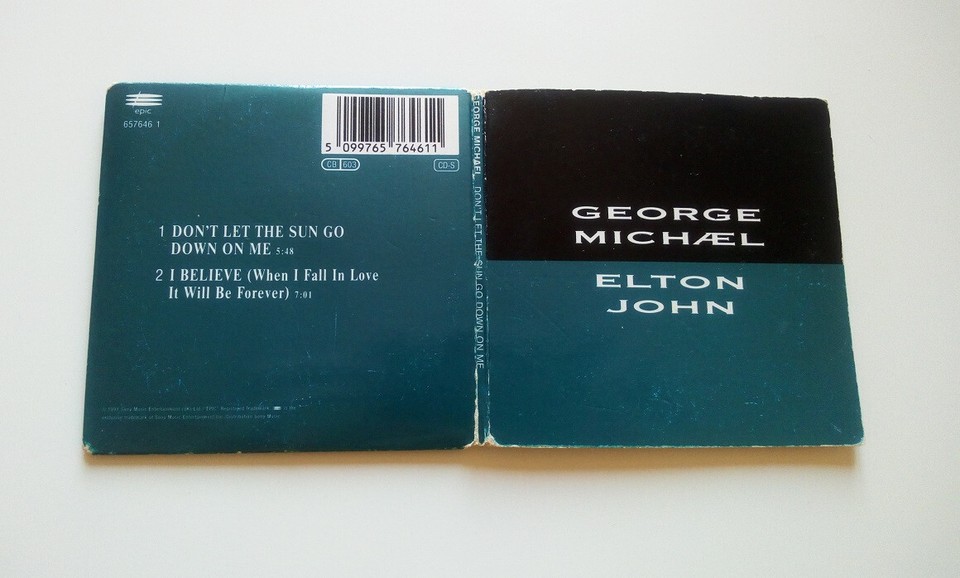 epic
657646 1
5 099765 764611
CB 603
CD-S
1 DON'T LET THE SUN GO
DOWN ON ME 5:48
2 I BELIEVE (When I Fall In Love
It Will Be Forever) 7:01
GEORGE MICHAEL DON'T LET THE SUN GO DOWN ON ME
GEORGE
MICHÆL
ELTON
JOHN